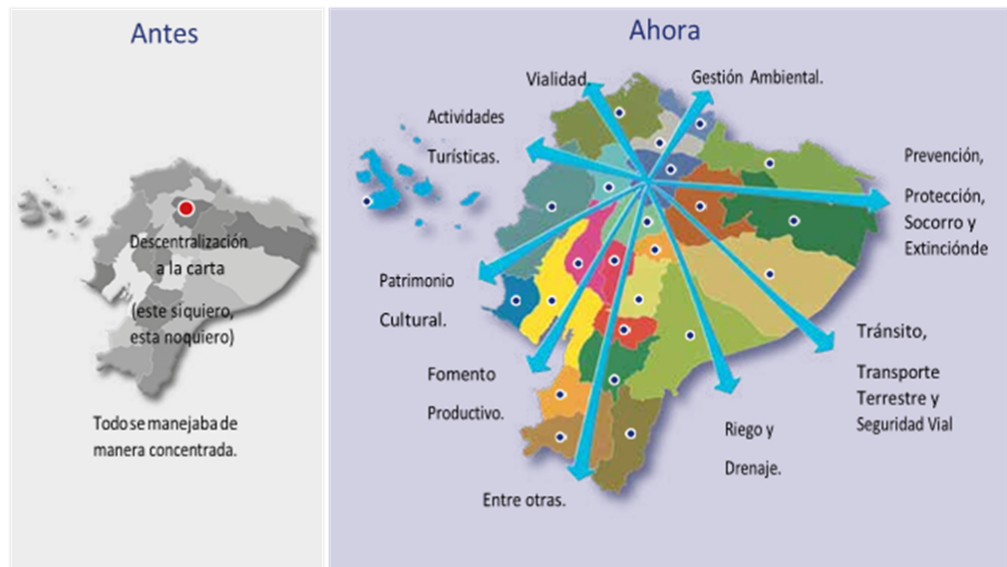 Antes
Descentralización
a la carta
(este siquiero,
esta noquiero)
Todo se manejaba de
manera concentrada.
Ahora
Vialidad.
Gestión Ambiental.
Actividades
Turísticas.
Prevención,
Protección,
Socorro y
Extinciónde
Patrimonio
Cultural.
Tránsito,
Fomento
Transporte
Terrestre y
Productivo.
Seguridad Vial
Riego y
Drenaje.
Entre otras.